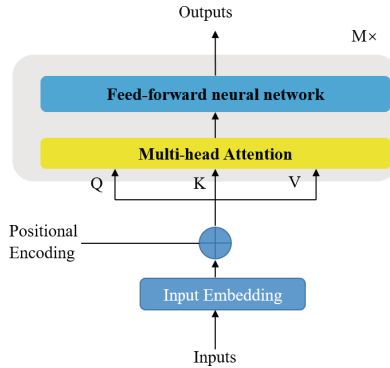 Outputs
M×
Feed-forward neural network
Multi-head Attention
Q
K
V
Positional
Encoding
Input Embedding
Inputs